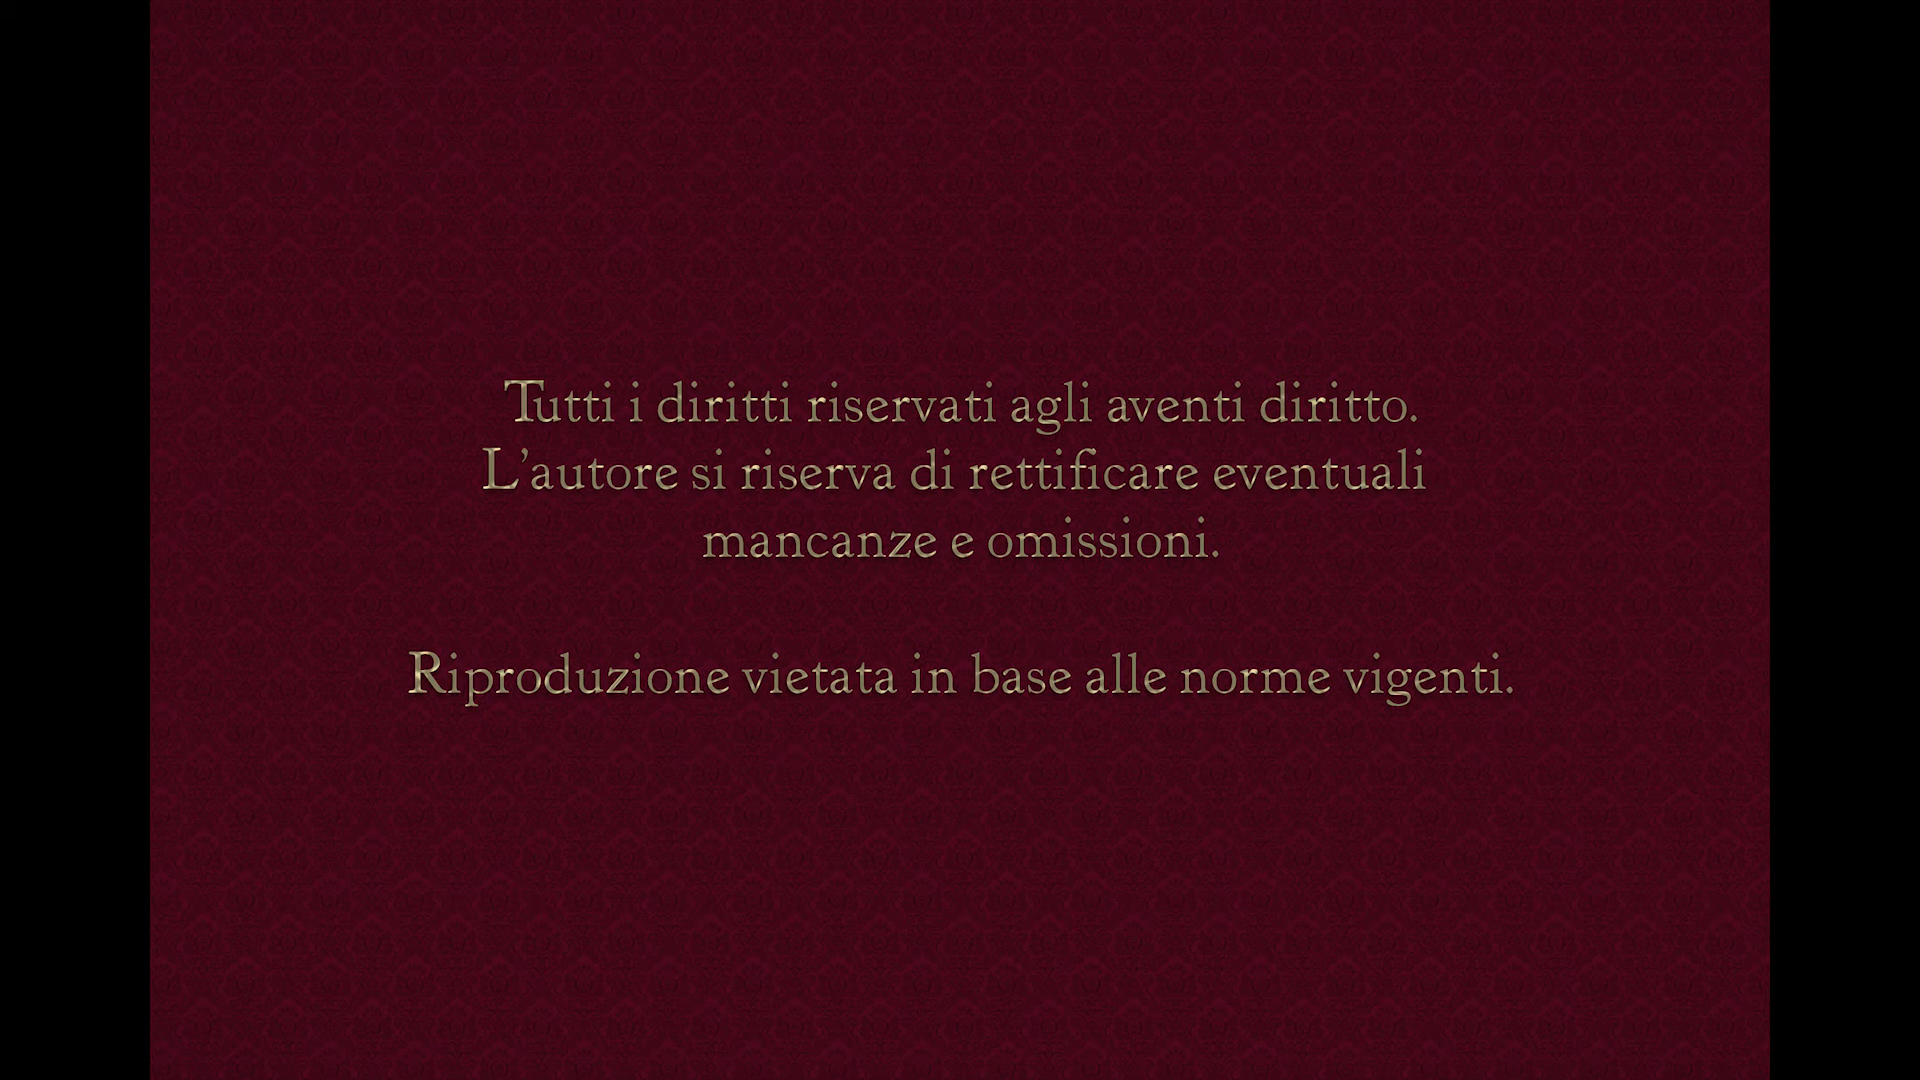 Tutti i diritti riservati agli aventi diritto.
L’autore si riserva di rettificare eventuali
mancanze e omissioni.
Riproduzione vietata in base alle norme vigenti.